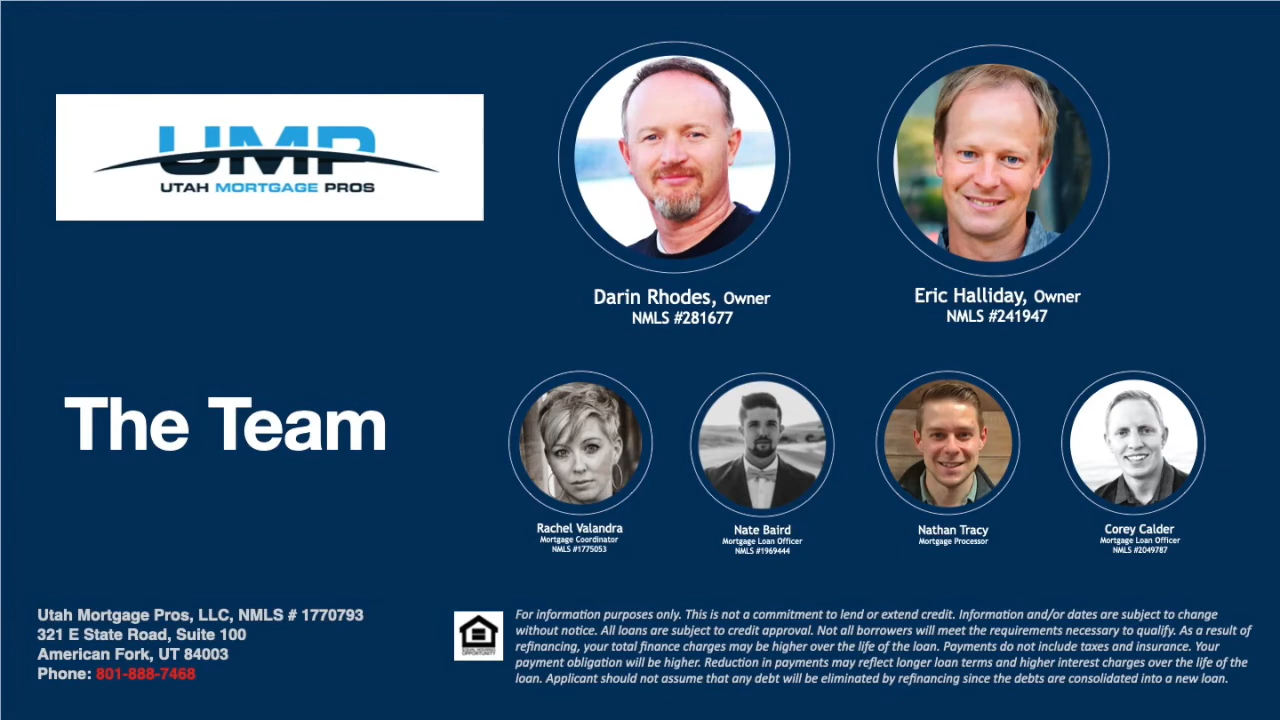 UMP
UTAH MORTGAGE PROS
Darin Rhodes, Owner
NMLS #281677
Eric Halliday, Owner
NMLS #241947
The Team
Rachel Valandra
Mortgage Coordinator
NMLS #1775053
Nate Baird
Mortgage Loan Officer
NMLS #1969444
Nathan Tracy
Mortgage Processor
Corey Calder
Mortgage Loan Officer
NMLS #2049787
Utah Mortgage Pros, LLC, NMLS # 1770793
321 E State Road, Suite 100
American Fork, UT 84003
Phone: 801-888-7468
EQUAL HOUSING
OPPORTUNITY
For information purposes only. This is not a commitment to lend or extend credit. Information and/or dates are subject to change
without notice. All loans are subject to credit approval. Not all borrowers will meet the requirements necessary to qualify. As a result of
refinancing, your total finance charges may be higher over the life of the loan. Payments do not include taxes and insurance. Your
payment obligation will be higher. Reduction in payments may reflect longer loan terms and higher interest charges over the life of the
loan. Applicant should not assume that any debt will be eliminated by refinancing since the debts are consolidated into a new loan.